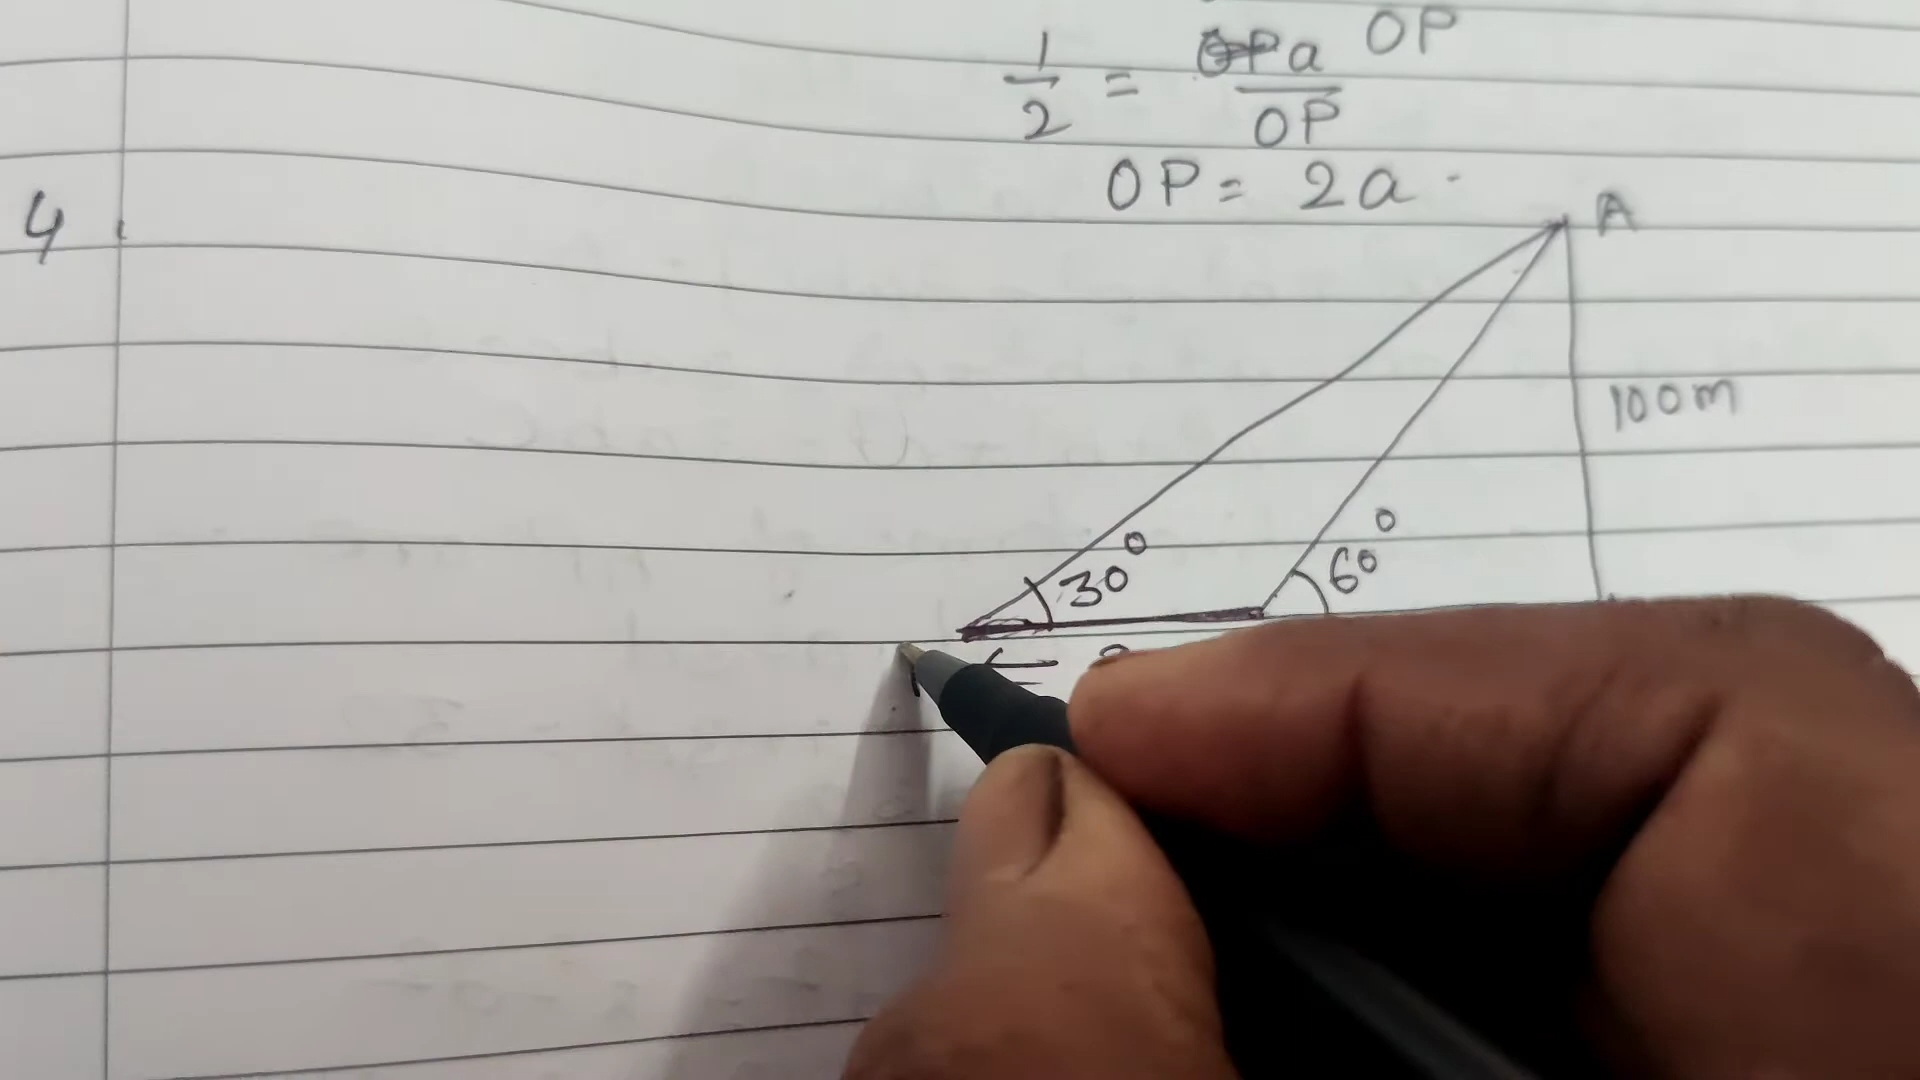 OP
1/2 = a/OP
OP = 2a .
4.
A
100m
30°
60°